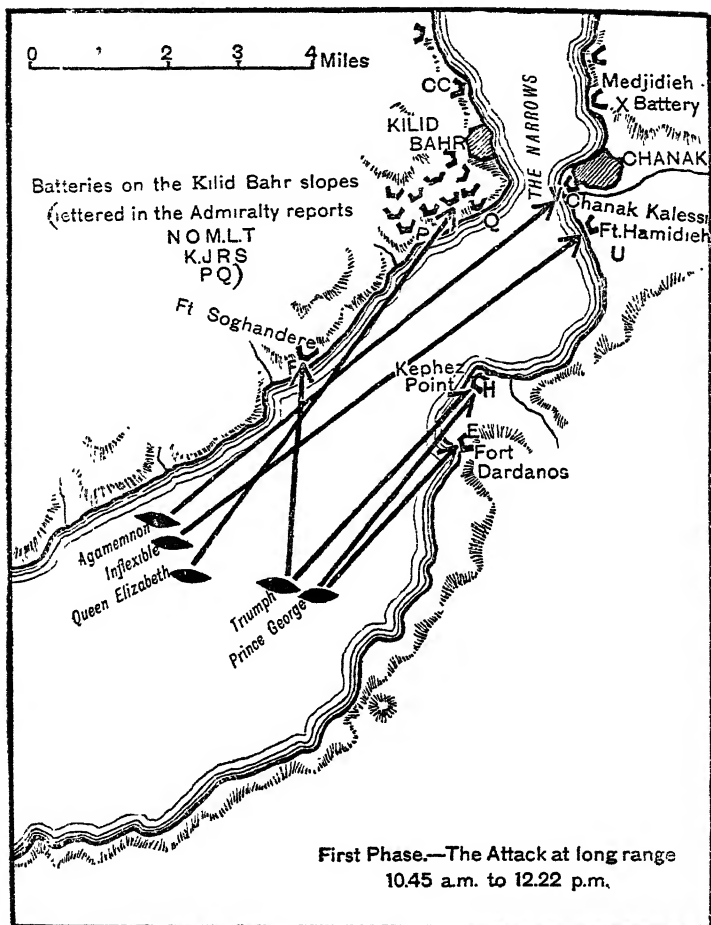 0 1 2 3 4 Miles
CC
Medjidieh
X Battery
KILID
BAHR
THE NARROWS
CHANAK
Batteries on the Kilid Bahr slopes
(lettered in the Admiralty reports
N O M.L.T
K.J R S
P Q)
P
Q
Chanak Kalessi
Ft. Hamidieh
U
Ft Soghandere
F
Kephez
Point
H
E
Fort
Dardanos
Agamemnon
Inflexible
Queen Elizabeth
Triumph
Prince George
First Phase.—The Attack at long range
10.45 a.m. to 12.22 p.m.